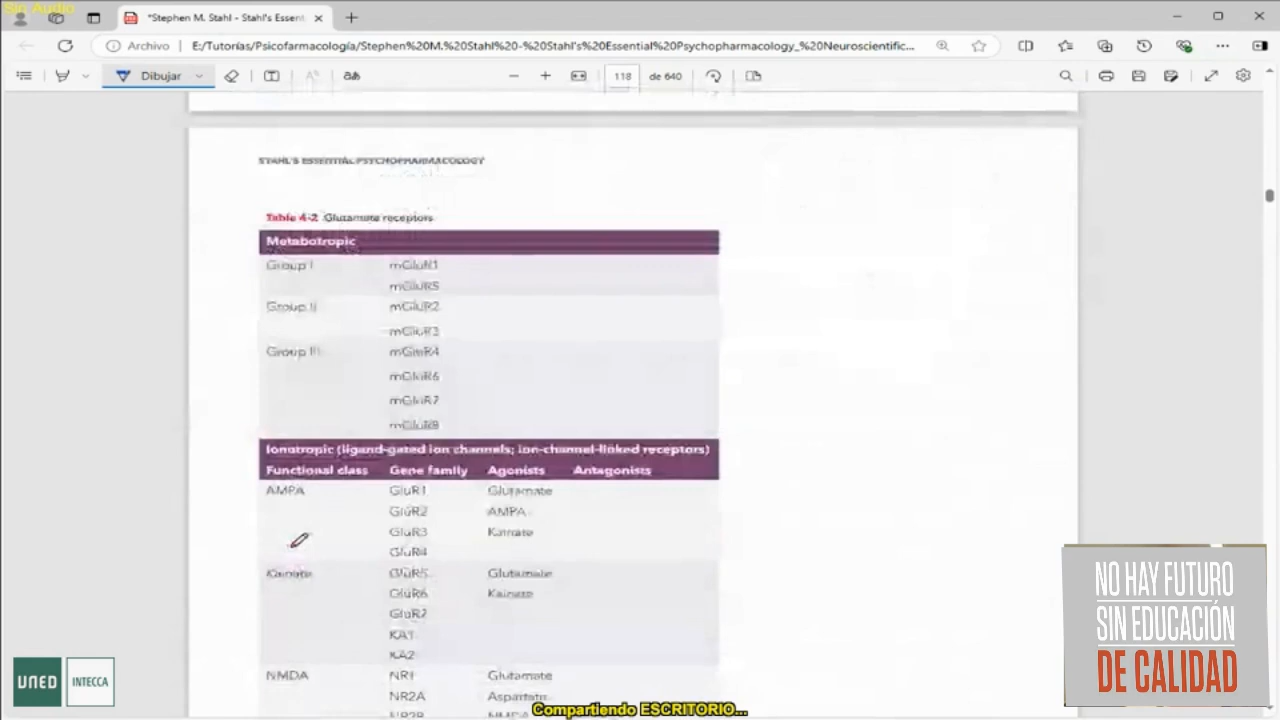 Sin Audio
*Stephen M. Stahl - Stahl's Essent
Archivo E:/Tutorías/Psicofarmacología/Stephen%20M.%20Stahl%20-%20Stahl's%20Essential%20Psychopharmacology_%20Neuroscientific...
Dibujar 118 de 640
STAHL'S ESSENTIAL PSYCHOPHARMACOLOGY
Table 4-2 Glutamate receptors
Metabotropic
Group I mGluR1
mGluR5
Group II mGluR2
mGluR3
Group III mGluR4
mGluR6
mGluR7
mGluR8
Ionotropic (ligand-gated ion channels; ion-channel-linked receptors)
Functional class Gene family Agonists Antagonists
AMPA GluR1 Glutamate
GluR2 AMPA
GluR3 Kainate
GluR4
Kainate GluR5 Glutamate
GluR6 Kainate
GluR7
KA1
KA2
NMDA NR1 Glutamate
NR2A Aspartate
NR2B NMDA
NO HAY FUTURO
SIN EDUCACIÓN
DE CALIDAD
UNED INTECCA
Compartiendo ESCRITORIO...